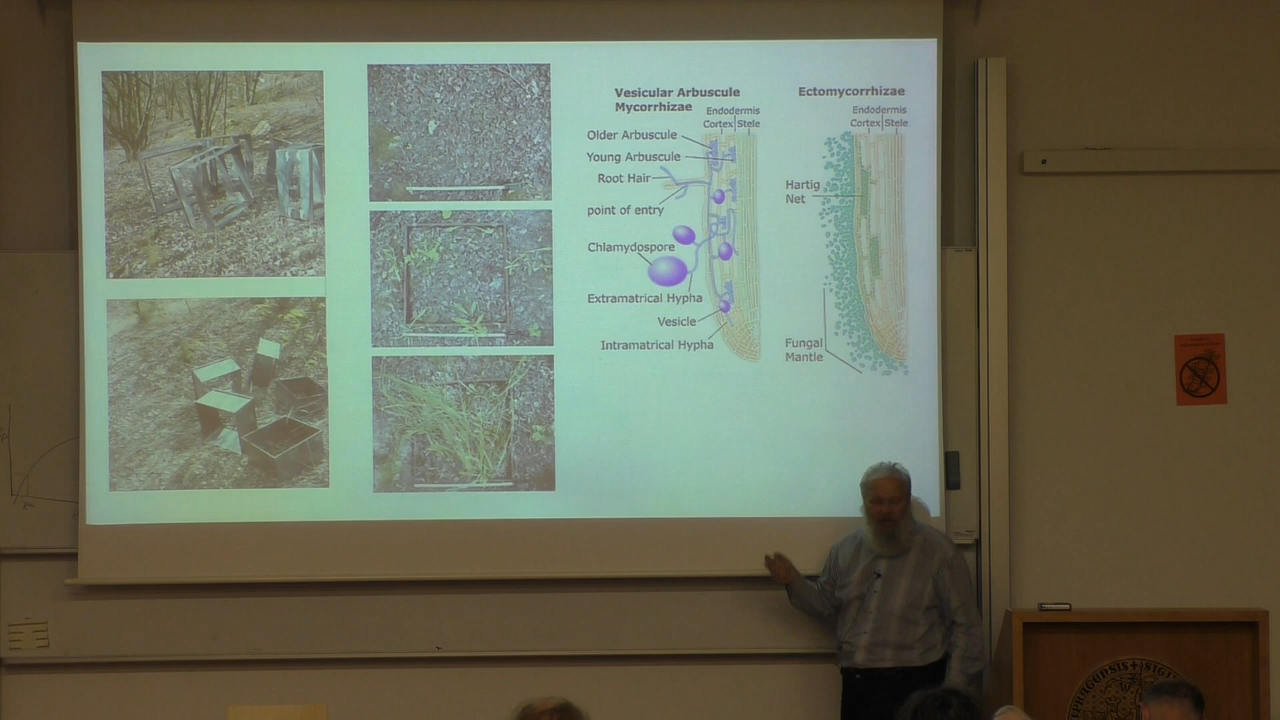 Vesicular Arbuscule
Mycorrhizae
Endodermis
Cortex Stele
Older Arbuscule
Young Arbuscule
Root Hair
point of entry
Chlamydospore
Extramatrical Hypha
Vesicle
Intramatrical Hypha
Ectomycorrhizae
Endodermis
Cortex Stele
Hartig
Net
Fungal
Mantle